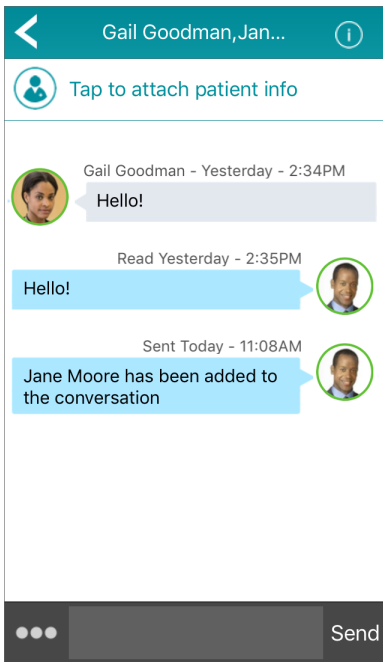 Gail Goodman,Jan...
Tap to attach patient info
Gail Goodman - Yesterday - 2:34PM
Hello!
Read Yesterday - 2:35PM
Hello!
Sent Today - 11:08AM
Jane Moore has been added to
the conversation
Send